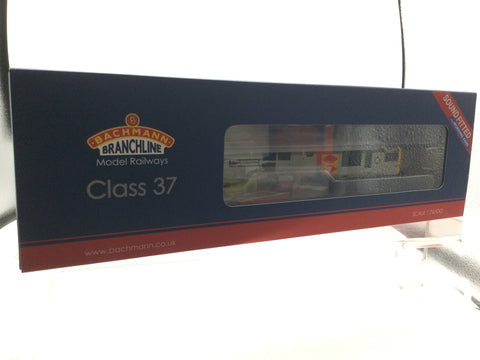 BACHMANN
BRANCHLINE
Model Railways
Class 37
www.bachmann.co.uk
SOUND FITTED
SCALE 1:76/OO